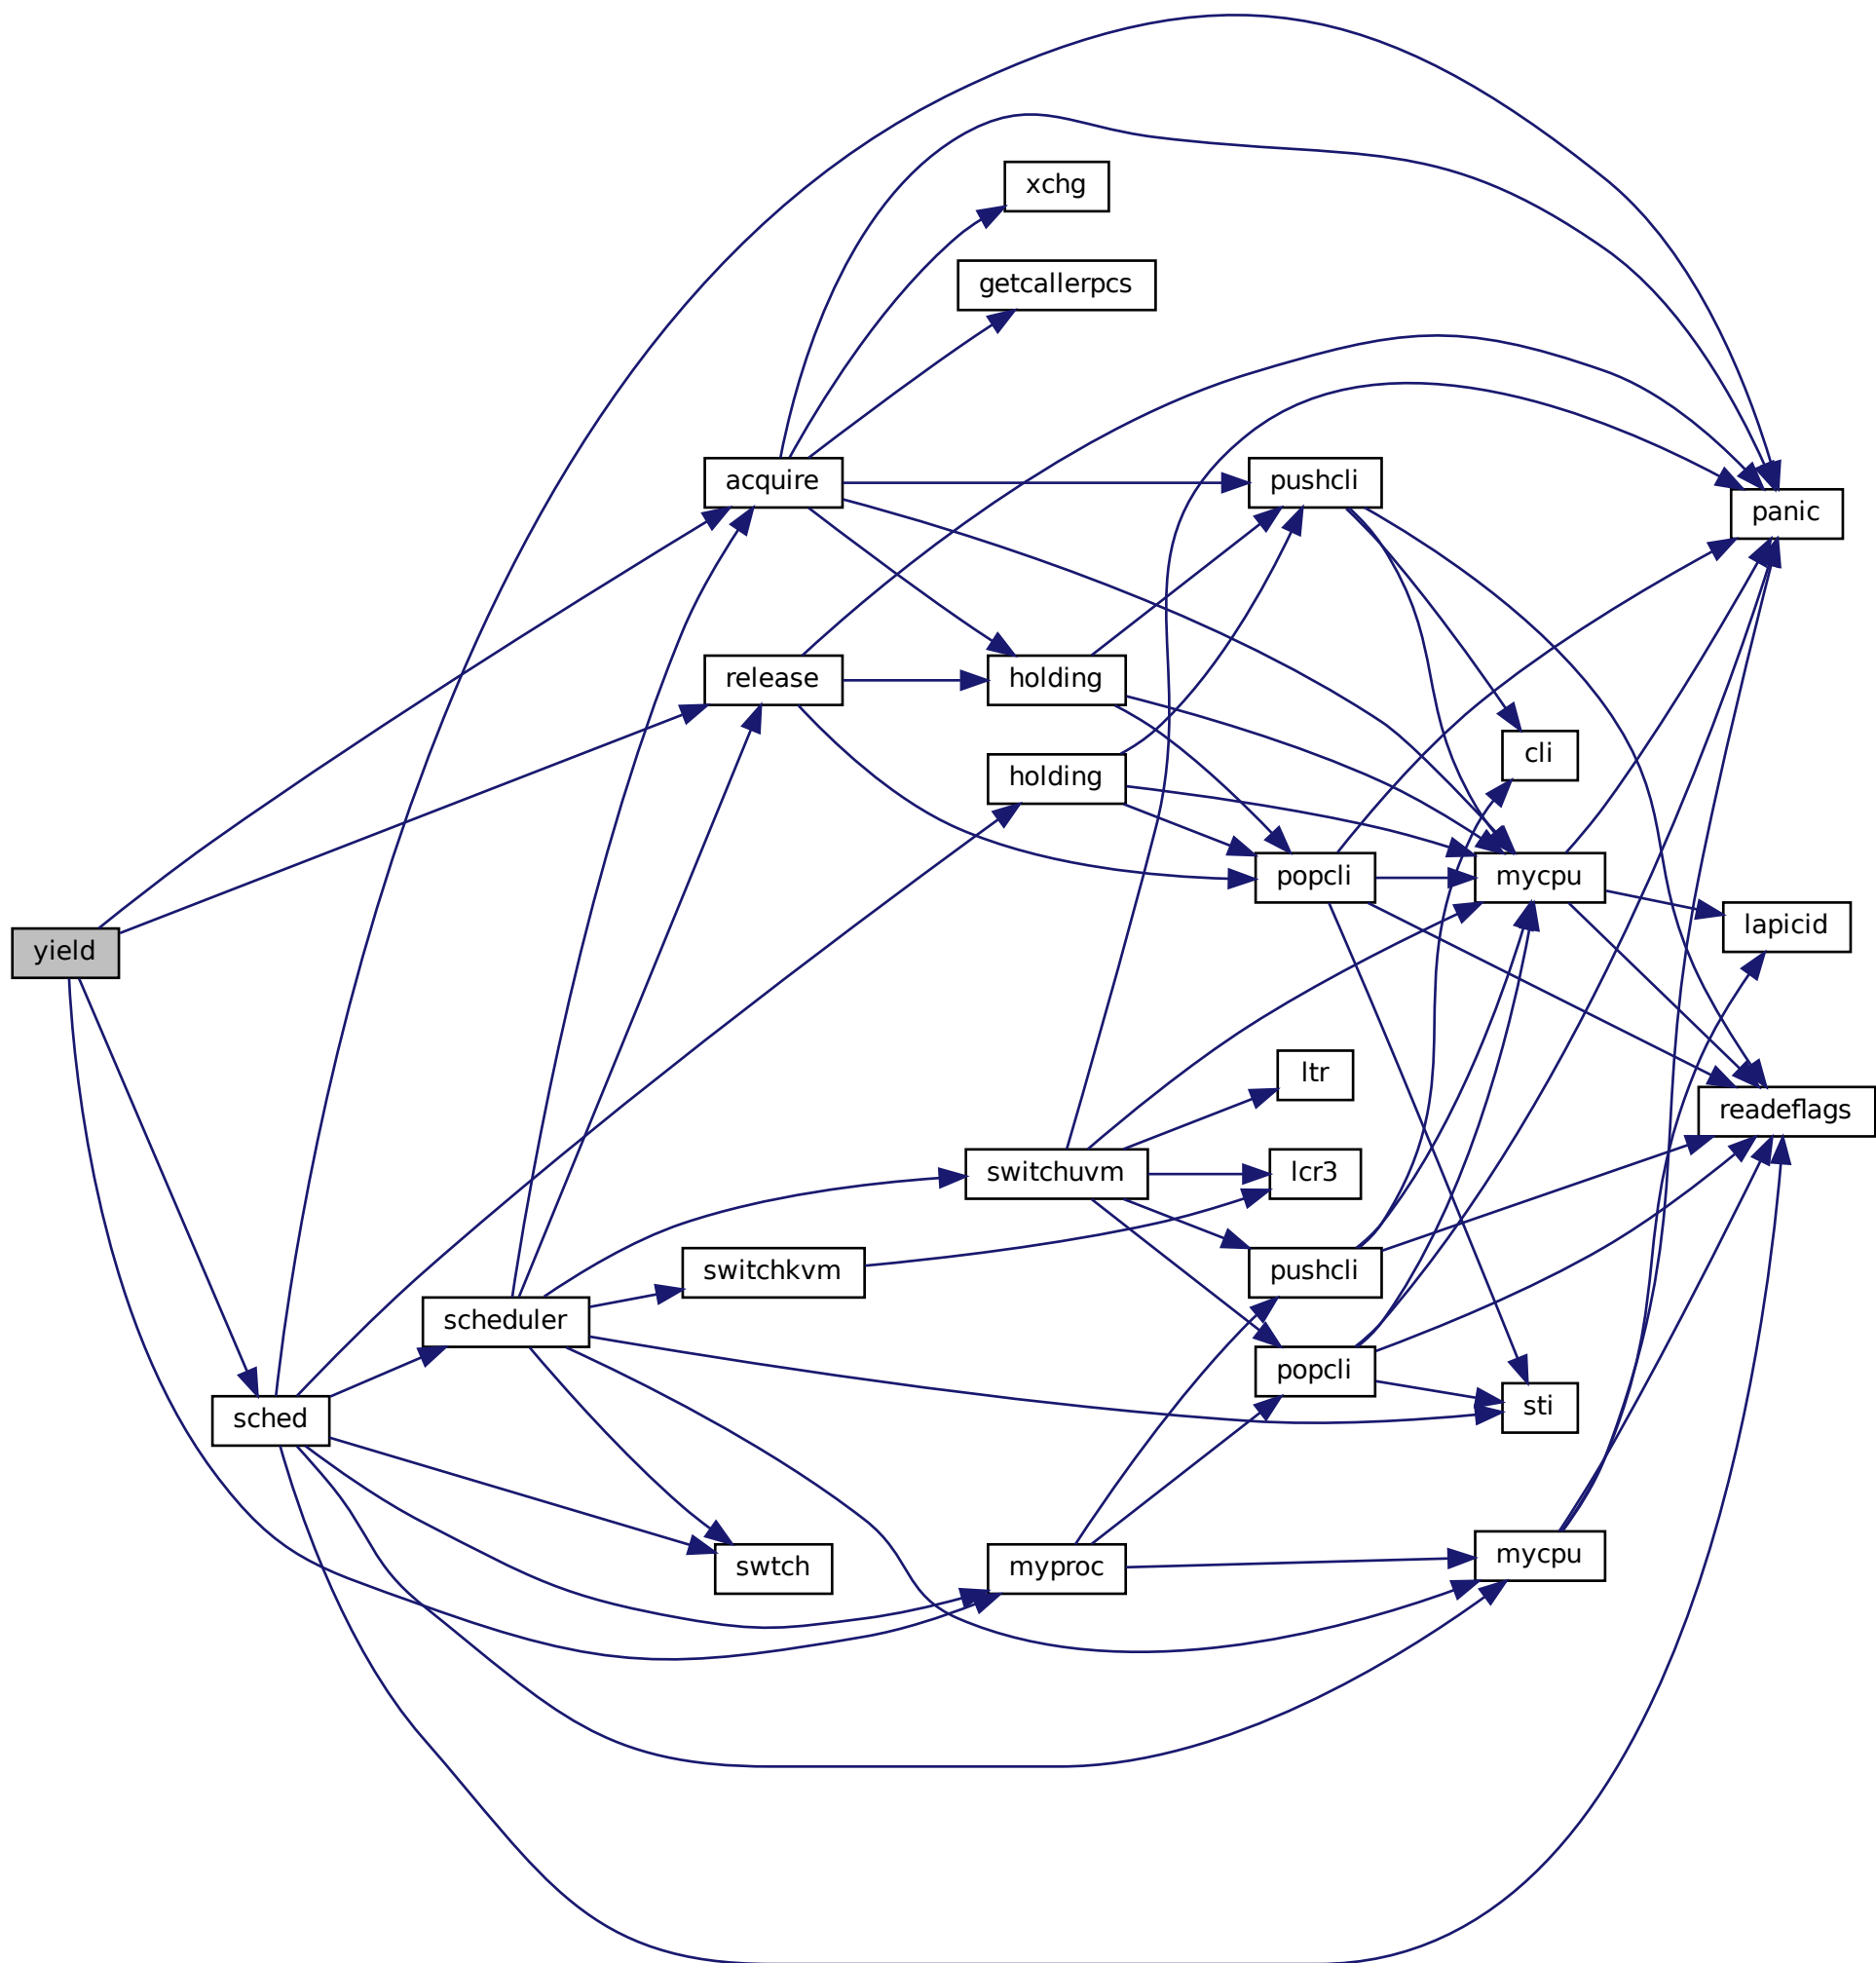 xchg
getcallerpcs
acquire
pushcli
panic
release
holding
cli
holding
popcli
mycpu
lapicid
yield
ltr
readeflags
switchuvm
lcr3
switchkvm
pushcli
scheduler
popcli
sched
sti
swtch
myproc
mycpu